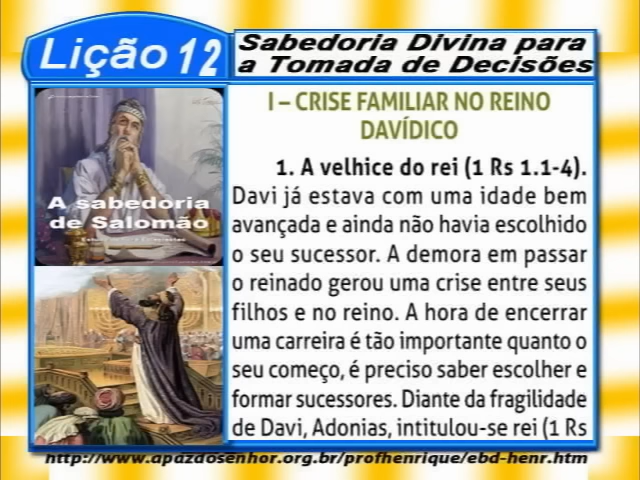 Lição 12
Sabedoria Divina para
a Tomada de Decisões
I – CRISE FAMILIAR NO REINO
DAVÍDICO
1. A velhice do rei (1 Rs 1.1-4).
Davi já estava com uma idade bem
avançada e ainda não havia escolhido
o seu sucessor. A demora em passar
o reinado gerou uma crise entre seus
filhos e no reino. A hora de encerrar
uma carreira é tão importante quanto o
seu começo, é preciso saber escolher e
formar sucessores. Diante da fragilidade
de Davi, Adonias, intitulou-se rei (1 Rs
A sabedoria
de Salomão
http://www.apazdosenhor.org.br/profhenrique/ebd-henr.htm